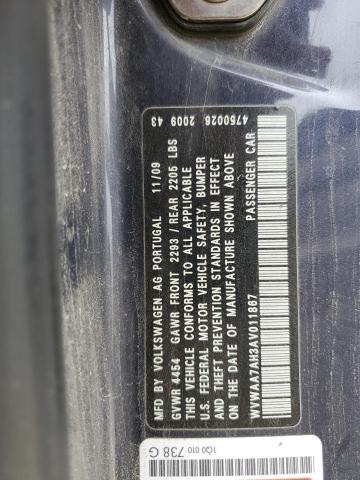 4750026 2009 43
MFD BY VOLKSWAGEN AG PORTUGAL 11/09
GVWR 4454 GAWR FRONT 2293 / REAR 2205 LBS
THIS VEHICLE CONFORMS TO ALL APPLICABLE
U.S. FEDERAL MOTOR VEHICLE SAFETY, BUMPER
AND THEFT PREVENTION STANDARDS IN EFFECT
ON THE DATE OF MANUFACTURE SHOWN ABOVE
WVWAA7AH3AV011867 PASSENGER CAR
1Q0 010 738 G